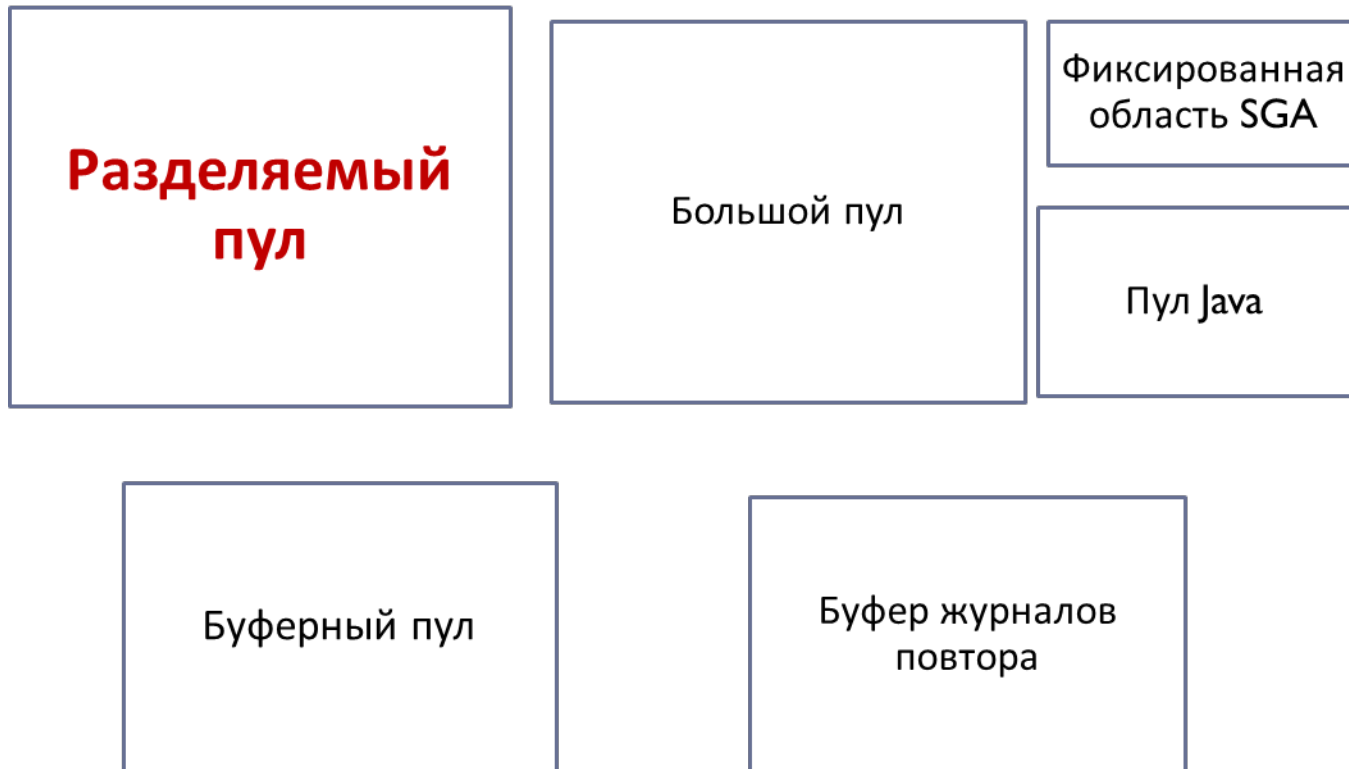 Разделяемый
пул
Большой пул
Фиксированная
область SGA
Пул Java
Буферный пул
Буфер журналов
повтора